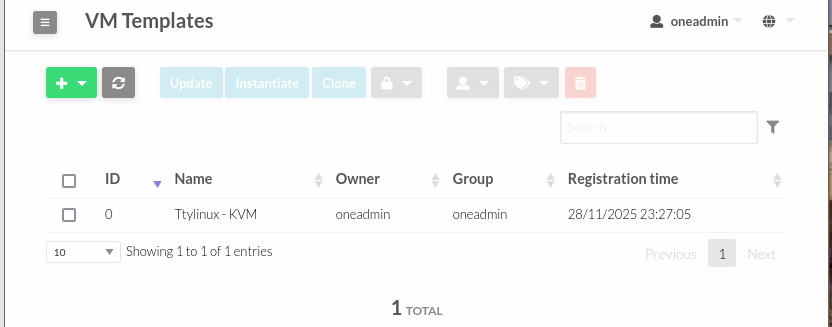 VM Templates
oneadmin
Update Instantiate Clone
Search
ID Name Owner Group Registration time
0 Ttylinux - KVM oneadmin oneadmin 28/11/2025 23:27:05
10 Showing 1 to 1 of 1 entries Previous 1 Next
1 TOTAL